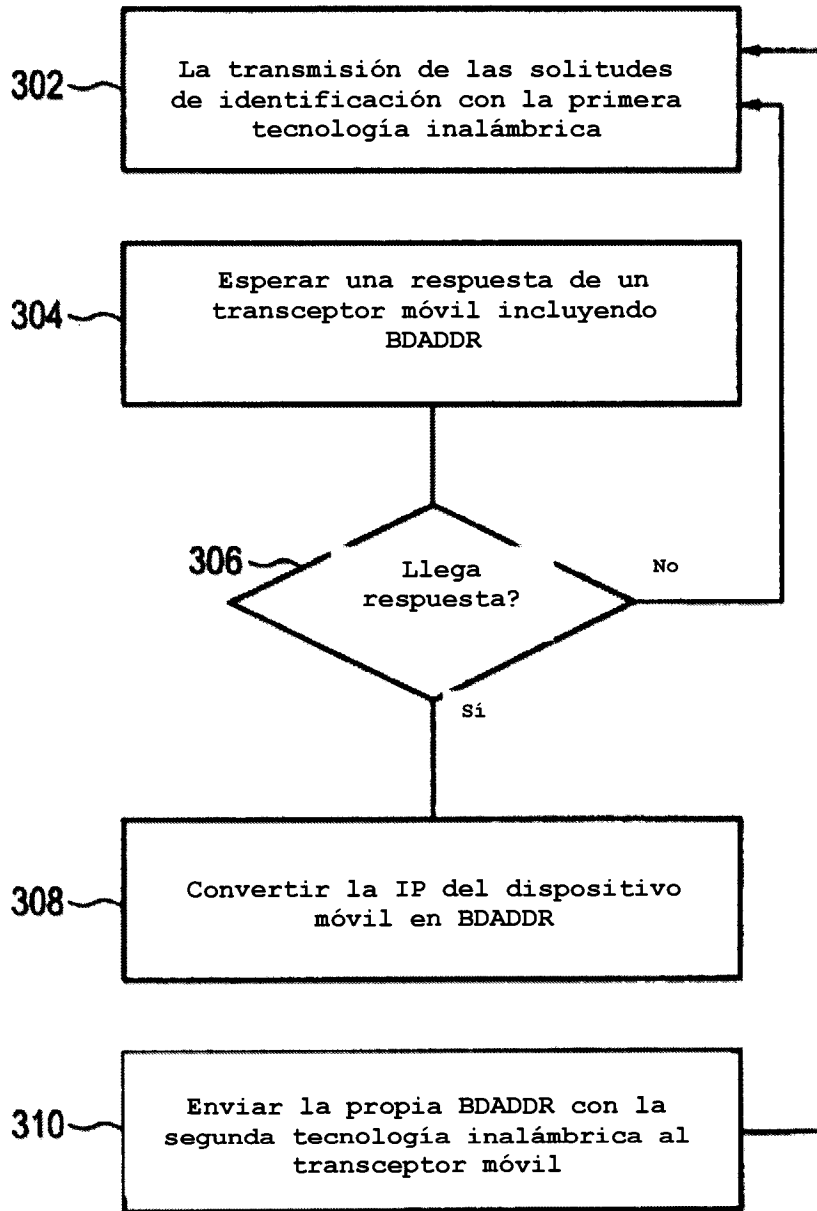 302
La transmisión de las solitudes
de identificación con la primera
tecnología inalámbrica
304
Esperar una respuesta de un
transceptor móvil incluyendo
BDADDR
306
Llega
respuesta?
No
Sí
308
Convertir la IP del dispositivo
móvil en BDADDR
310
Enviar la propia BDADDR con la
segunda tecnología inalámbrica al
transceptor móvil